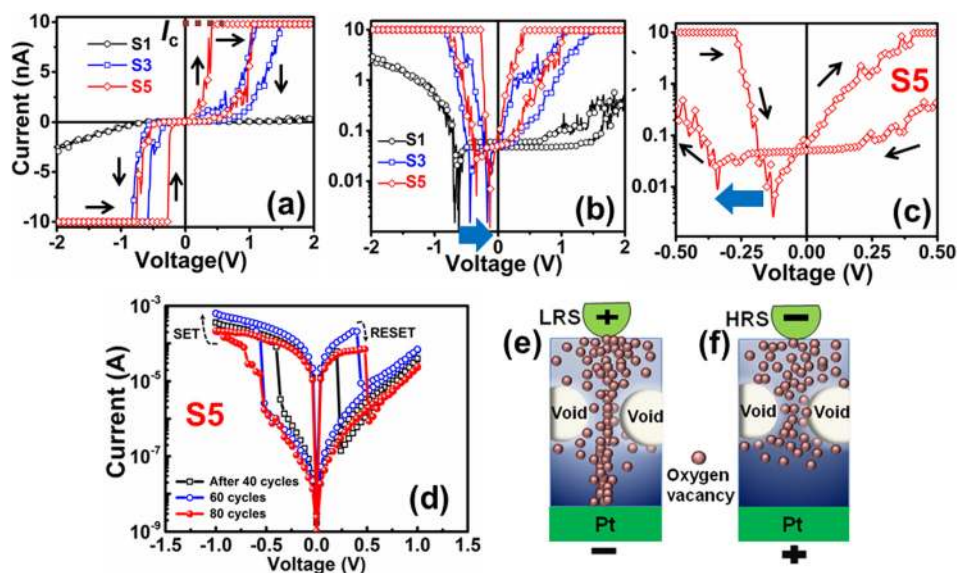 Current (nA)
10
5
0
-5
-10
S1
S3
S5
Ic
(a)
-2 -1 0 1 2
Voltage(V)
10
1
0.1
0.01
S1
S3
S5
(b)
-2 -1 0 1 2
Voltage (V)
10
1
0.1
0.01
S5
(c)
-0.50 -0.25 0.00 0.25 0.50
Voltage (V)
Current (A)
10-3
10-5
10-7
10-9
SET
RESET
S5
After 40 cycles
60 cycles
80 cycles
(d)
-1.5 -1.0 -0.5 0.0 0.5 1.0 1.5
Voltage (V)
LRS +
(e)
Void Void
Pt
−
Oxygen
vacancy
HRS −
(f)
Void Void
Pt
+